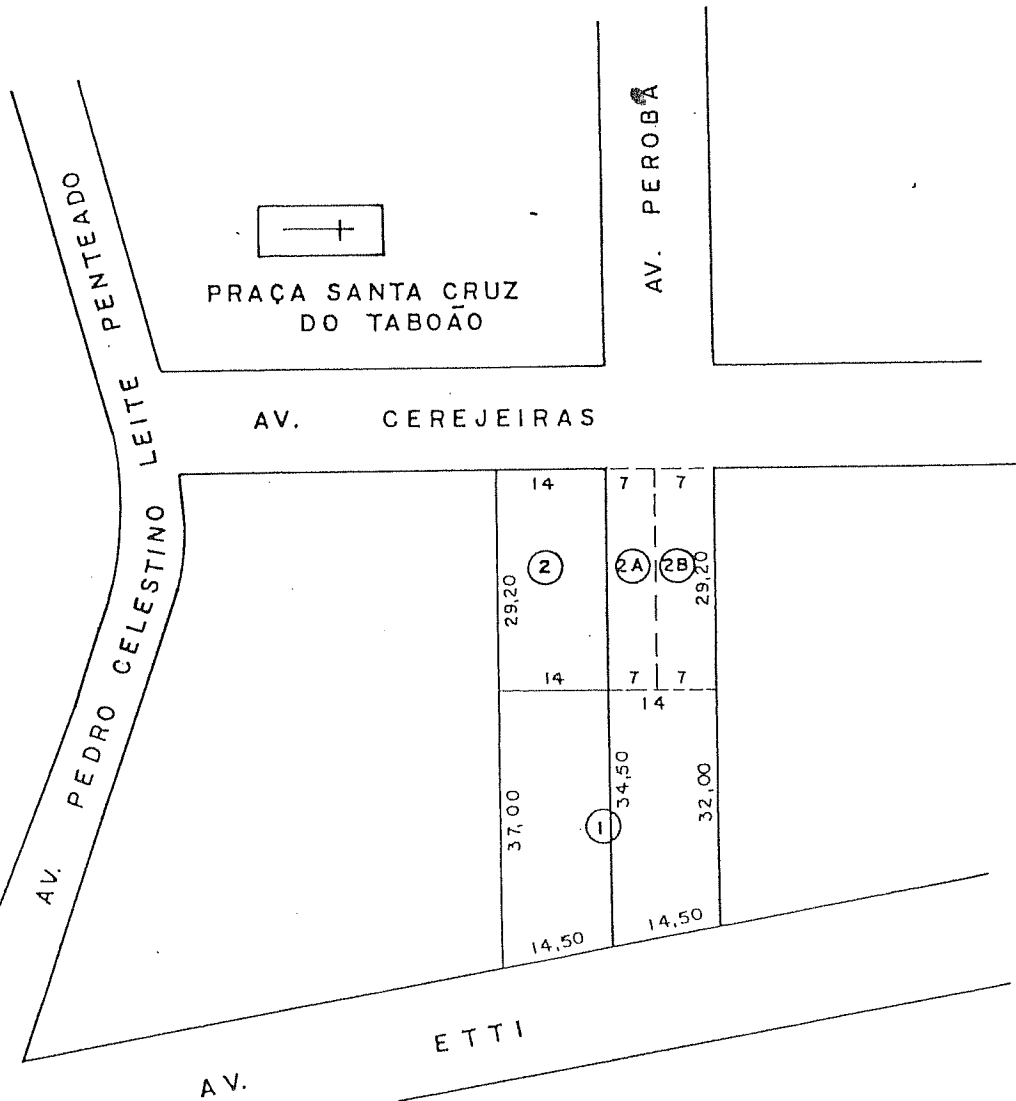 AV. PEROBA
AV. PEDRO CELESTINO LEITE PENTEADO
PRAÇA SANTA CRUZ
DO TABOÃO
AV. CEREJEIRAS
14 7 7
2 2A 2B
29,20 29,20
14 7 7
14
37,00 34,50 32,00
1
14,50 14,50
AV. ETTI